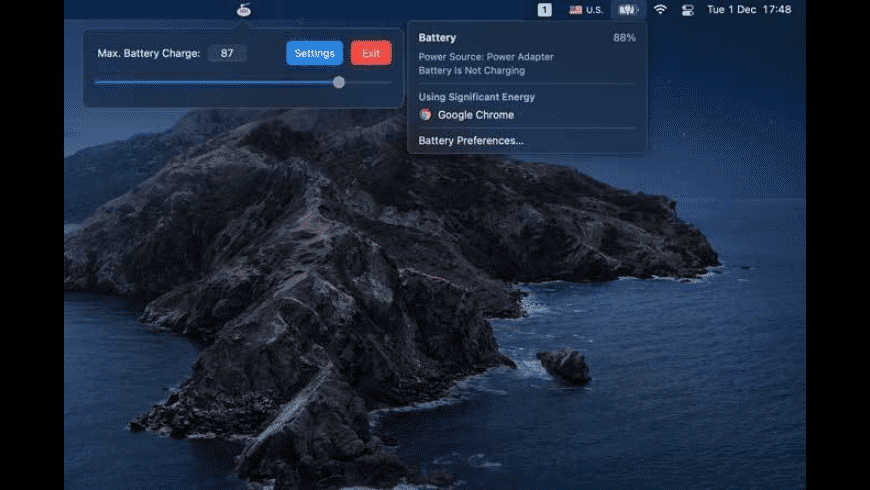 1 U.S. Tue 1 Dec 17:48
Max. Battery Charge: 87 Settings Exit
Battery 88%
Power Source: Power Adapter
Battery Is Not Charging
Using Significant Energy
Google Chrome
Battery Preferences...